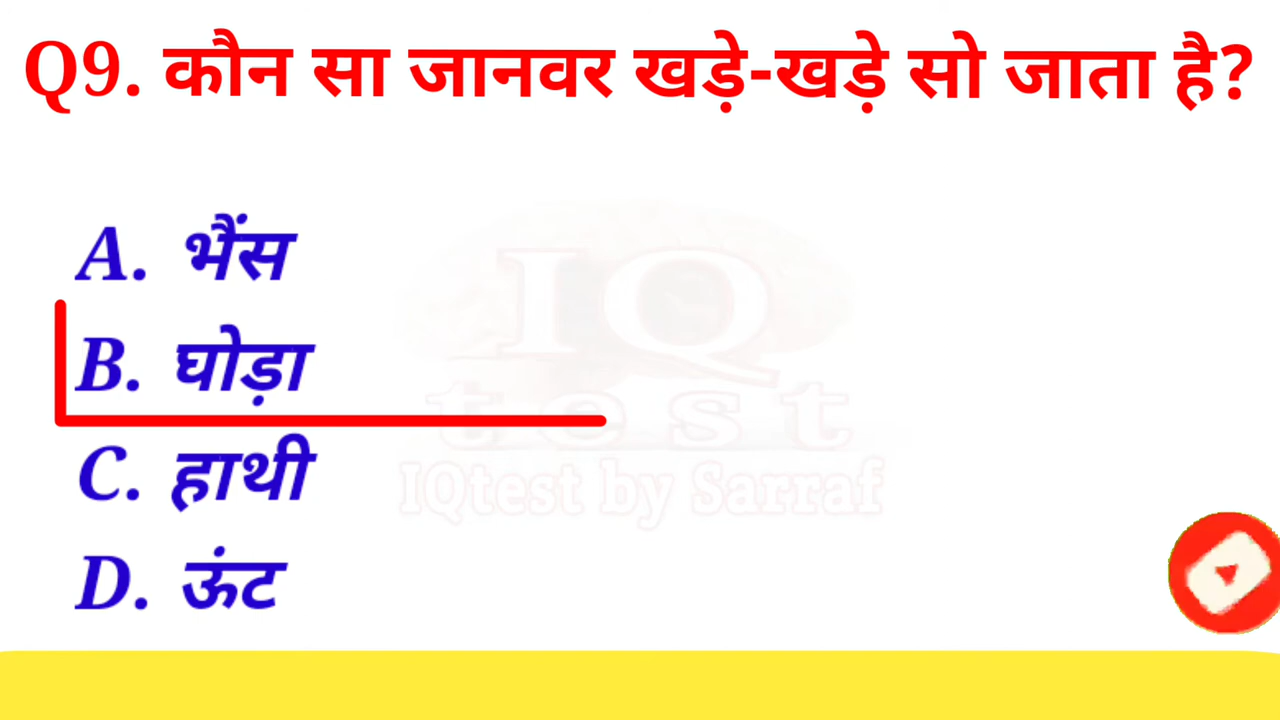 Q9. कौन सा जानवर खड़े-खड़े सो जाता है?
A. भैंस
B. घोड़ा
C. हाथी
D. ऊंट
IQ
test
IQtest by Sarraf